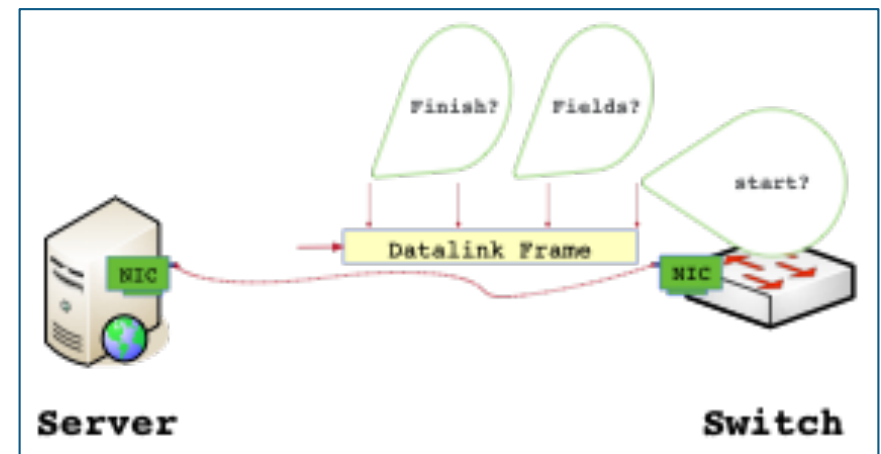 Finish?
Fields?
start?
Datalink Frame
NIC
NIC
Server
Switch